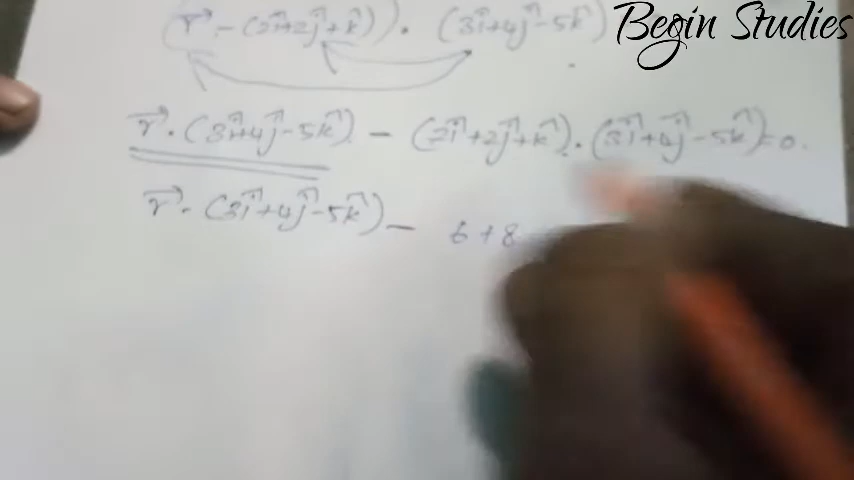 Begin Studies
(r⃗ - (2î+2ĵ+k̂)). (3î+4ĵ-5k̂)
r⃗ . (3î+4ĵ-5k̂) - (2î+2ĵ+k̂).(3î+4ĵ-5k̂)=0.
r⃗ . (3î+4ĵ-5k̂) - 6+8